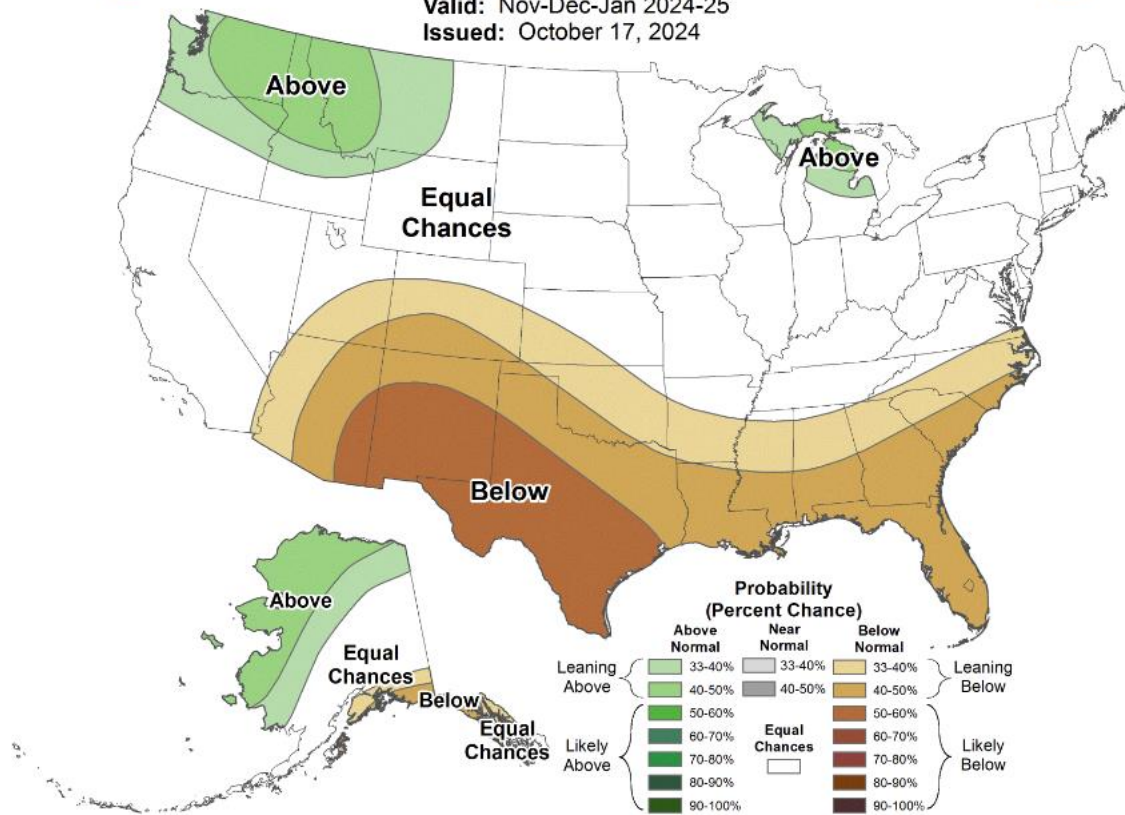 Valid: Nov-Dec-Jan 2024-25
Issued: October 17, 2024
Above
Above
Equal
Chances
Below
Above
Equal
Chances
Below
Equal
Chances
Probability
(Percent Chance)
Above
Normal
Near
Normal
Below
Normal
Leaning
Above
33-40%
40-50%
50-60%
60-70%
70-80%
80-90%
90-100%
Likely
Above
33-40%
40-50%
Equal
Chances
33-40%
40-50%
50-60%
60-70%
70-80%
80-90%
90-100%
Leaning
Below
Likely
Below